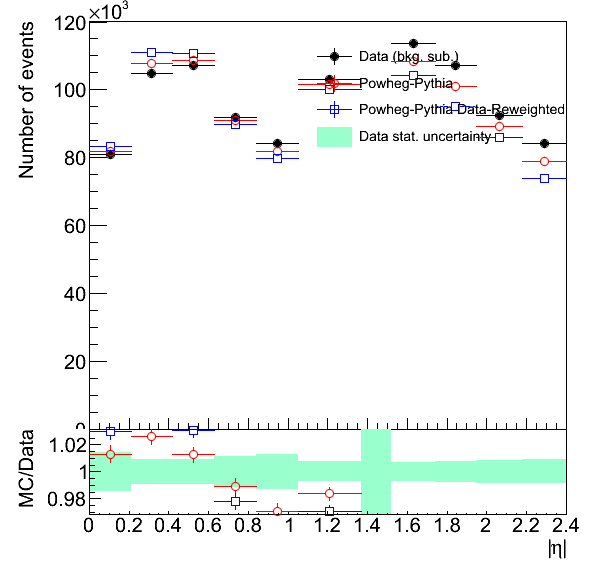 ×10³
120
100
80
60
40
20
0
Number of events
Data (bkg. sub.)
Powheg-Pythia
Powheg-Pythia Data-Reweighted
Data stat. uncertainty
MC/Data
1.02
1
0.98
0 0.2 0.4 0.6 0.8 1 1.2 1.4 1.6 1.8 2 2.2 2.4
|η|